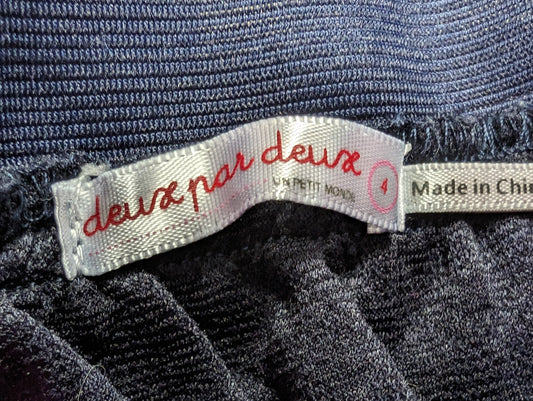 deux par deux
UN PETIT MONDE
4
Made in Chin